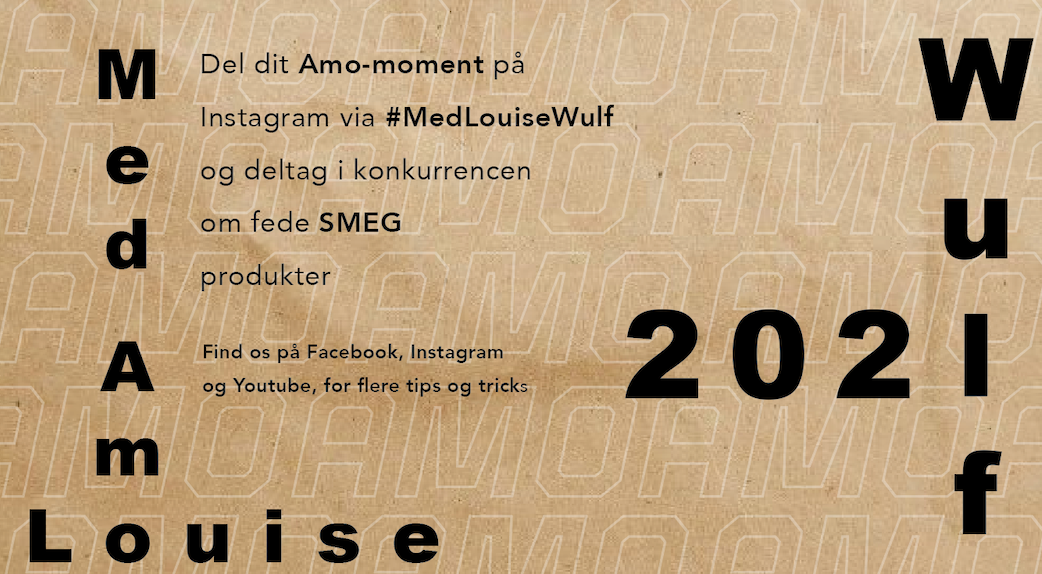 Med Amo
Louise
Del dit Amo-moment på
Instagram via #MedLouiseWulf
og deltag i konkurrencen
om fede SMEG
produkter
Find os på Facebook, Instagram
og Youtube, for flere tips og tricks
202
Wulf